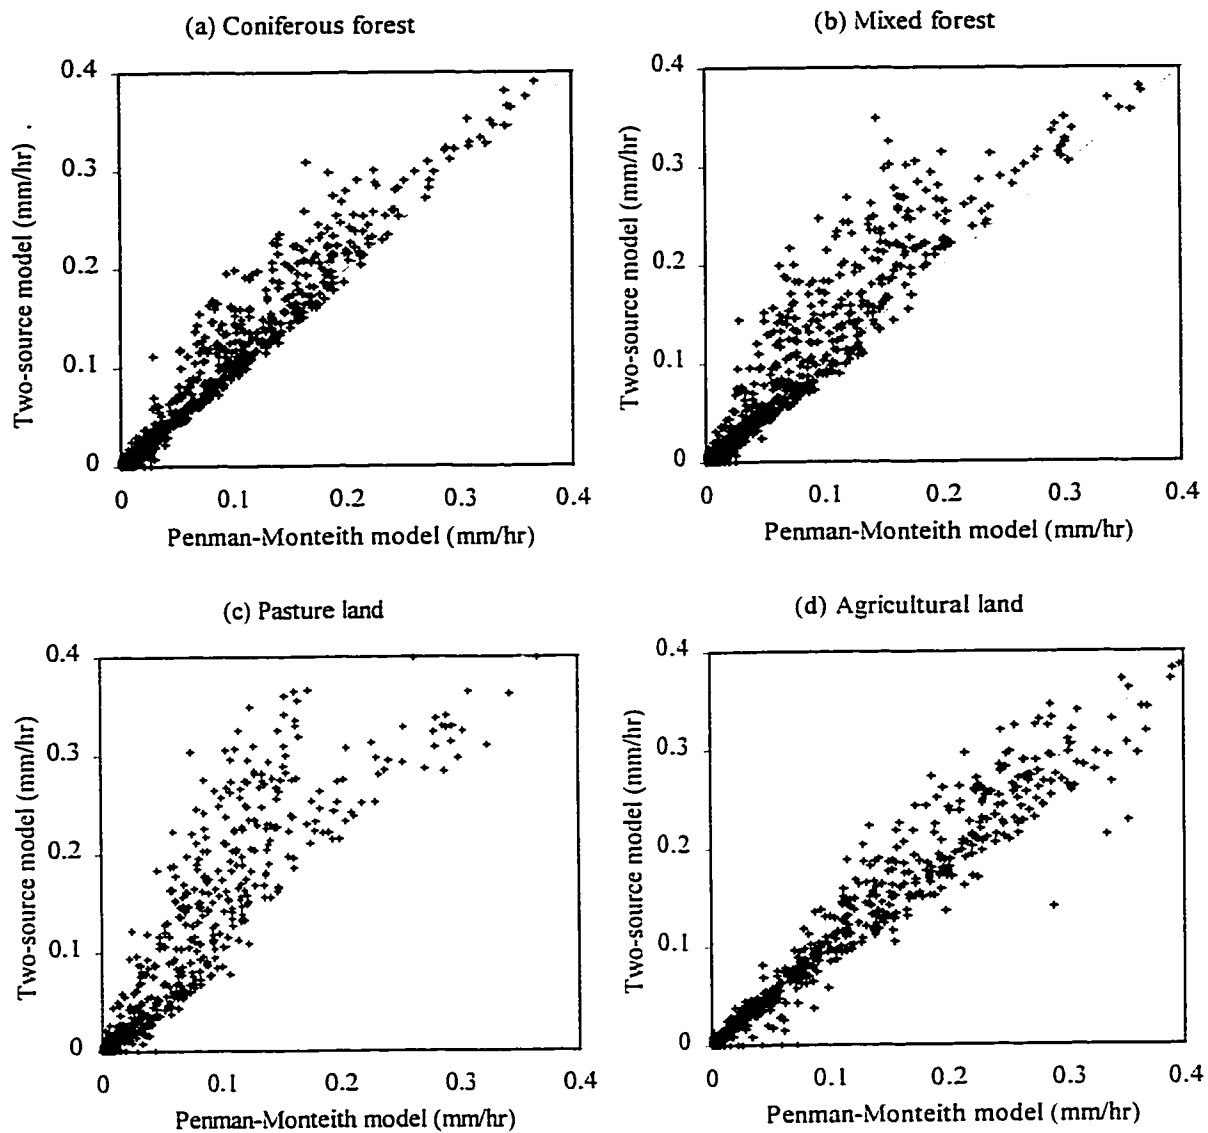 (a) Coniferous forest
0.4
0.3
0.2
0.1
0
Two-source model (mm/hr) .
0 0.1 0.2 0.3 0.4
Penman-Monteith model (mm/hr)
(b) Mixed forest
0.4
0.3
0.2
0.1
0
Two-source model (mm/hr)
0 0.1 0.2 0.3 0.4
Penman-Monteith model (mm/hr)
(c) Pasture land
0.4
0.3
0.2
0.1
0
Two-source model (mm/hr)
0 0.1 0.2 0.3 0.4
Penman-Monteith model (mm/hr)
(d) Agricultural land
0.4
0.3
0.2
0.1
0
Two-source model (mm/hr)
0 0.1 0.2 0.3 0.4
Penman-Monteith model (mm/hr)